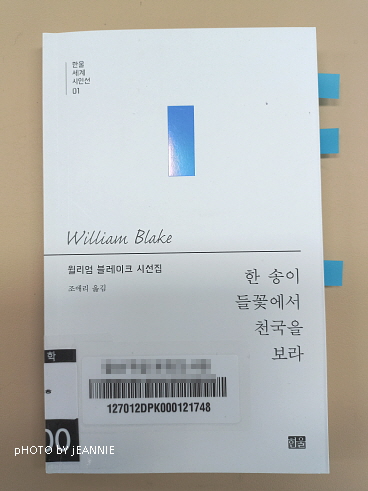 한울
세계
시인선
01
William Blake
윌리엄 블레이크 시선집
조애리 옮김
한 송이
들꽃에서
천국을
보라
학
127012DPK000121748
00
한울
pHOTO BY jEANNIE